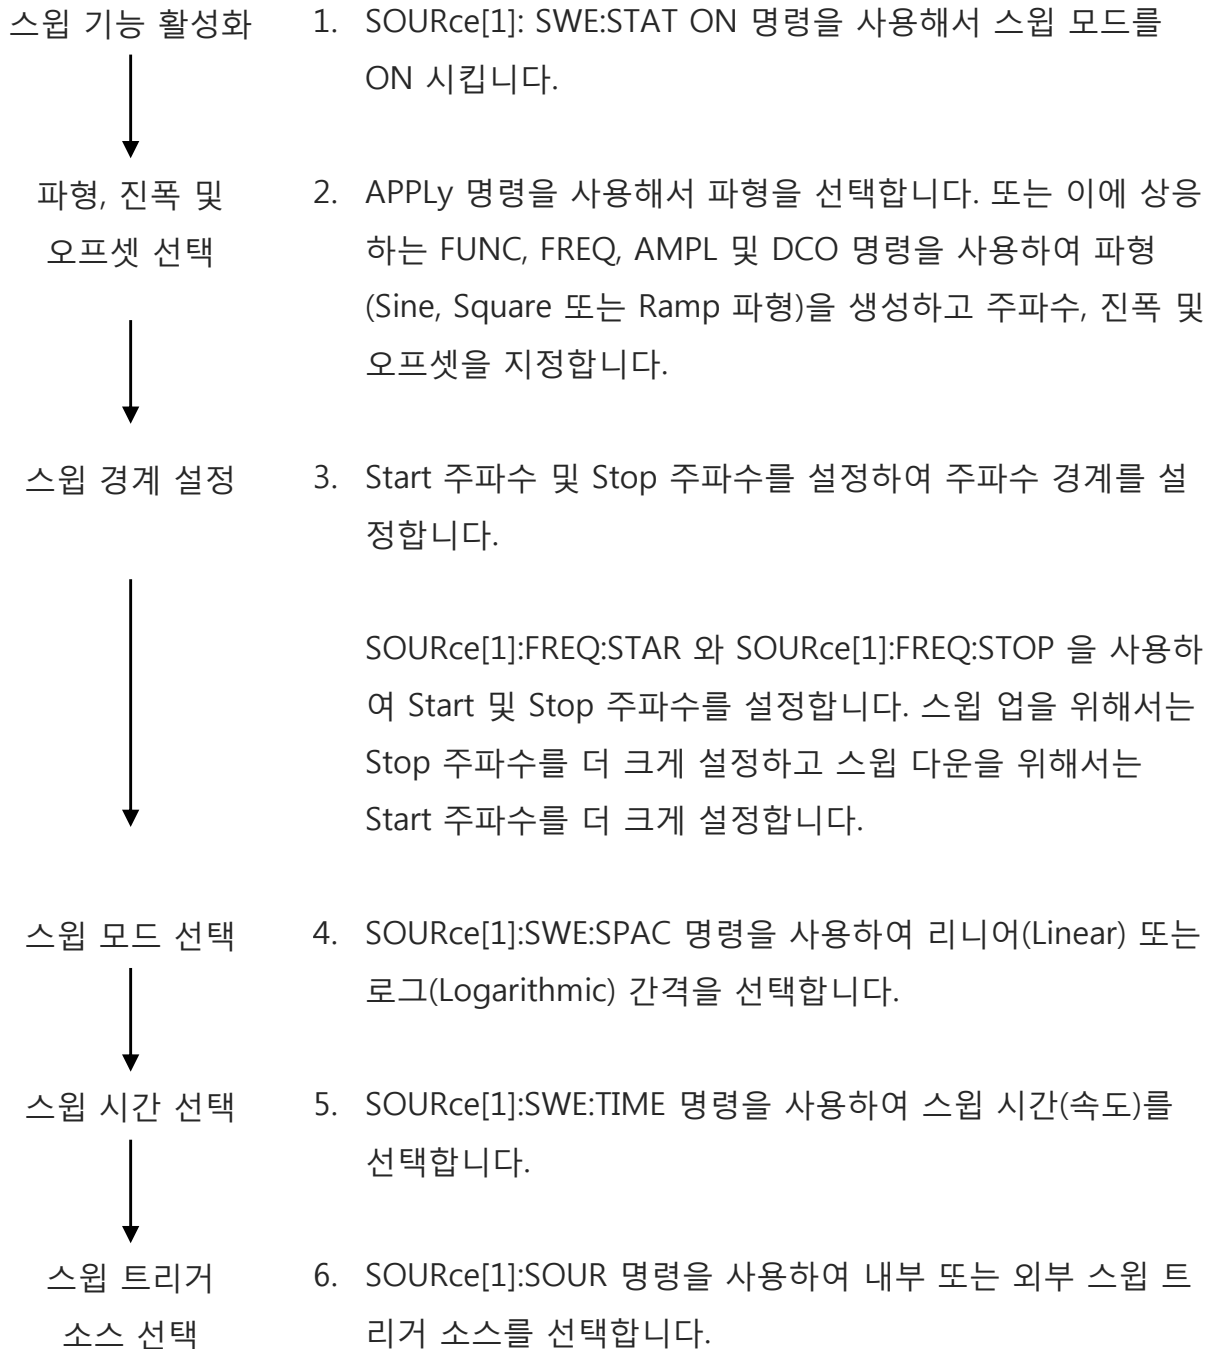 스윕 기능 활성화
1. SOURce[1]: SWE:STAT ON 명령을 사용해서 스윕 모드를
ON 시킵니다.
파형, 진폭 및
오프셋 선택
2. APPLy 명령을 사용해서 파형을 선택합니다. 또는 이에 상응
하는 FUNC, FREQ, AMPL 및 DCO 명령을 사용하여 파형
(Sine, Square 또는 Ramp 파형)을 생성하고 주파수, 진폭 및
오프셋을 지정합니다.
스윕 경계 설정
3. Start 주파수 및 Stop 주파수를 설정하여 주파수 경계를 설
정합니다.
SOURce[1]:FREQ:STAR 와 SOURce[1]:FREQ:STOP 을 사용하
여 Start 및 Stop 주파수를 설정합니다. 스윕 업을 위해서는
Stop 주파수를 더 크게 설정하고 스윕 다운을 위해서는
Start 주파수를 더 크게 설정합니다.
스윕 모드 선택
4. SOURce[1]:SWE:SPAC 명령을 사용하여 리니어(Linear) 또는
로그(Logarithmic) 간격을 선택합니다.
스윕 시간 선택
5. SOURce[1]:SWE:TIME 명령을 사용하여 스윕 시간(속도)를
선택합니다.
스윕 트리거
소스 선택
6. SOURce[1]:SOUR 명령을 사용하여 내부 또는 외부 스윕 트
리거 소스를 선택합니다.